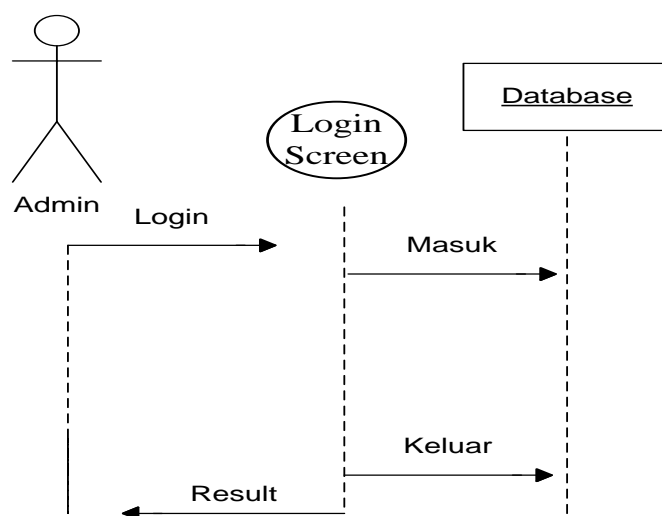 Database
Login
Screen
Admin
Login
Masuk
Keluar
Result